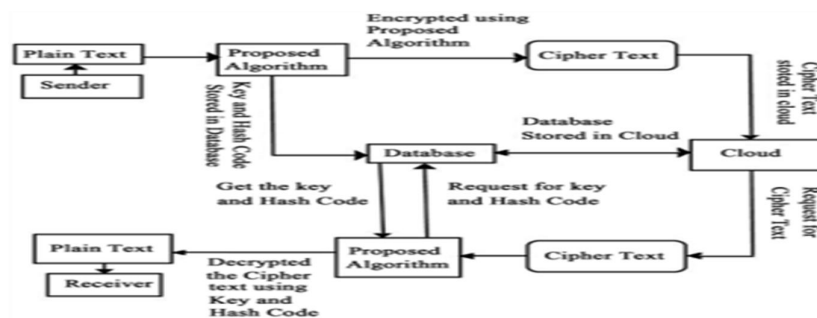 Encrypted using
Proposed
Algorithm
Plain Text
Proposed
Algorithm
Cipher Text
Sender
Key and Hash Code
Stored in Database
Cipher Text
stoted in cloud
Database
Stored in Cloud
Database
Cloud
Get the key
and Hash Code
Request for key
and Hash Code
Request for
Cipher Text
Plain Text
Proposed
Algorithm
Cipher Text
Receiver
Decrypted
the Cipher
text using
Key and
Hash Code